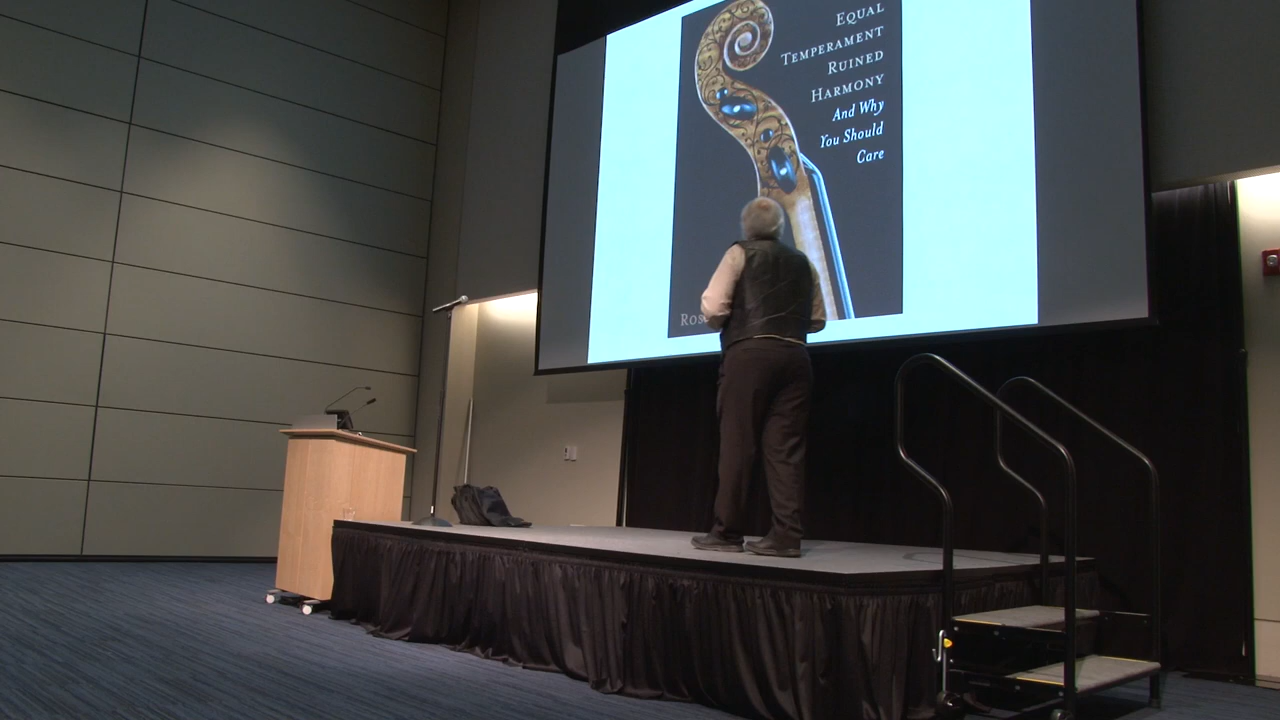 EQUAL
TEMPERAMENT
RUINED
HARMONY
And Why
You Should
Care